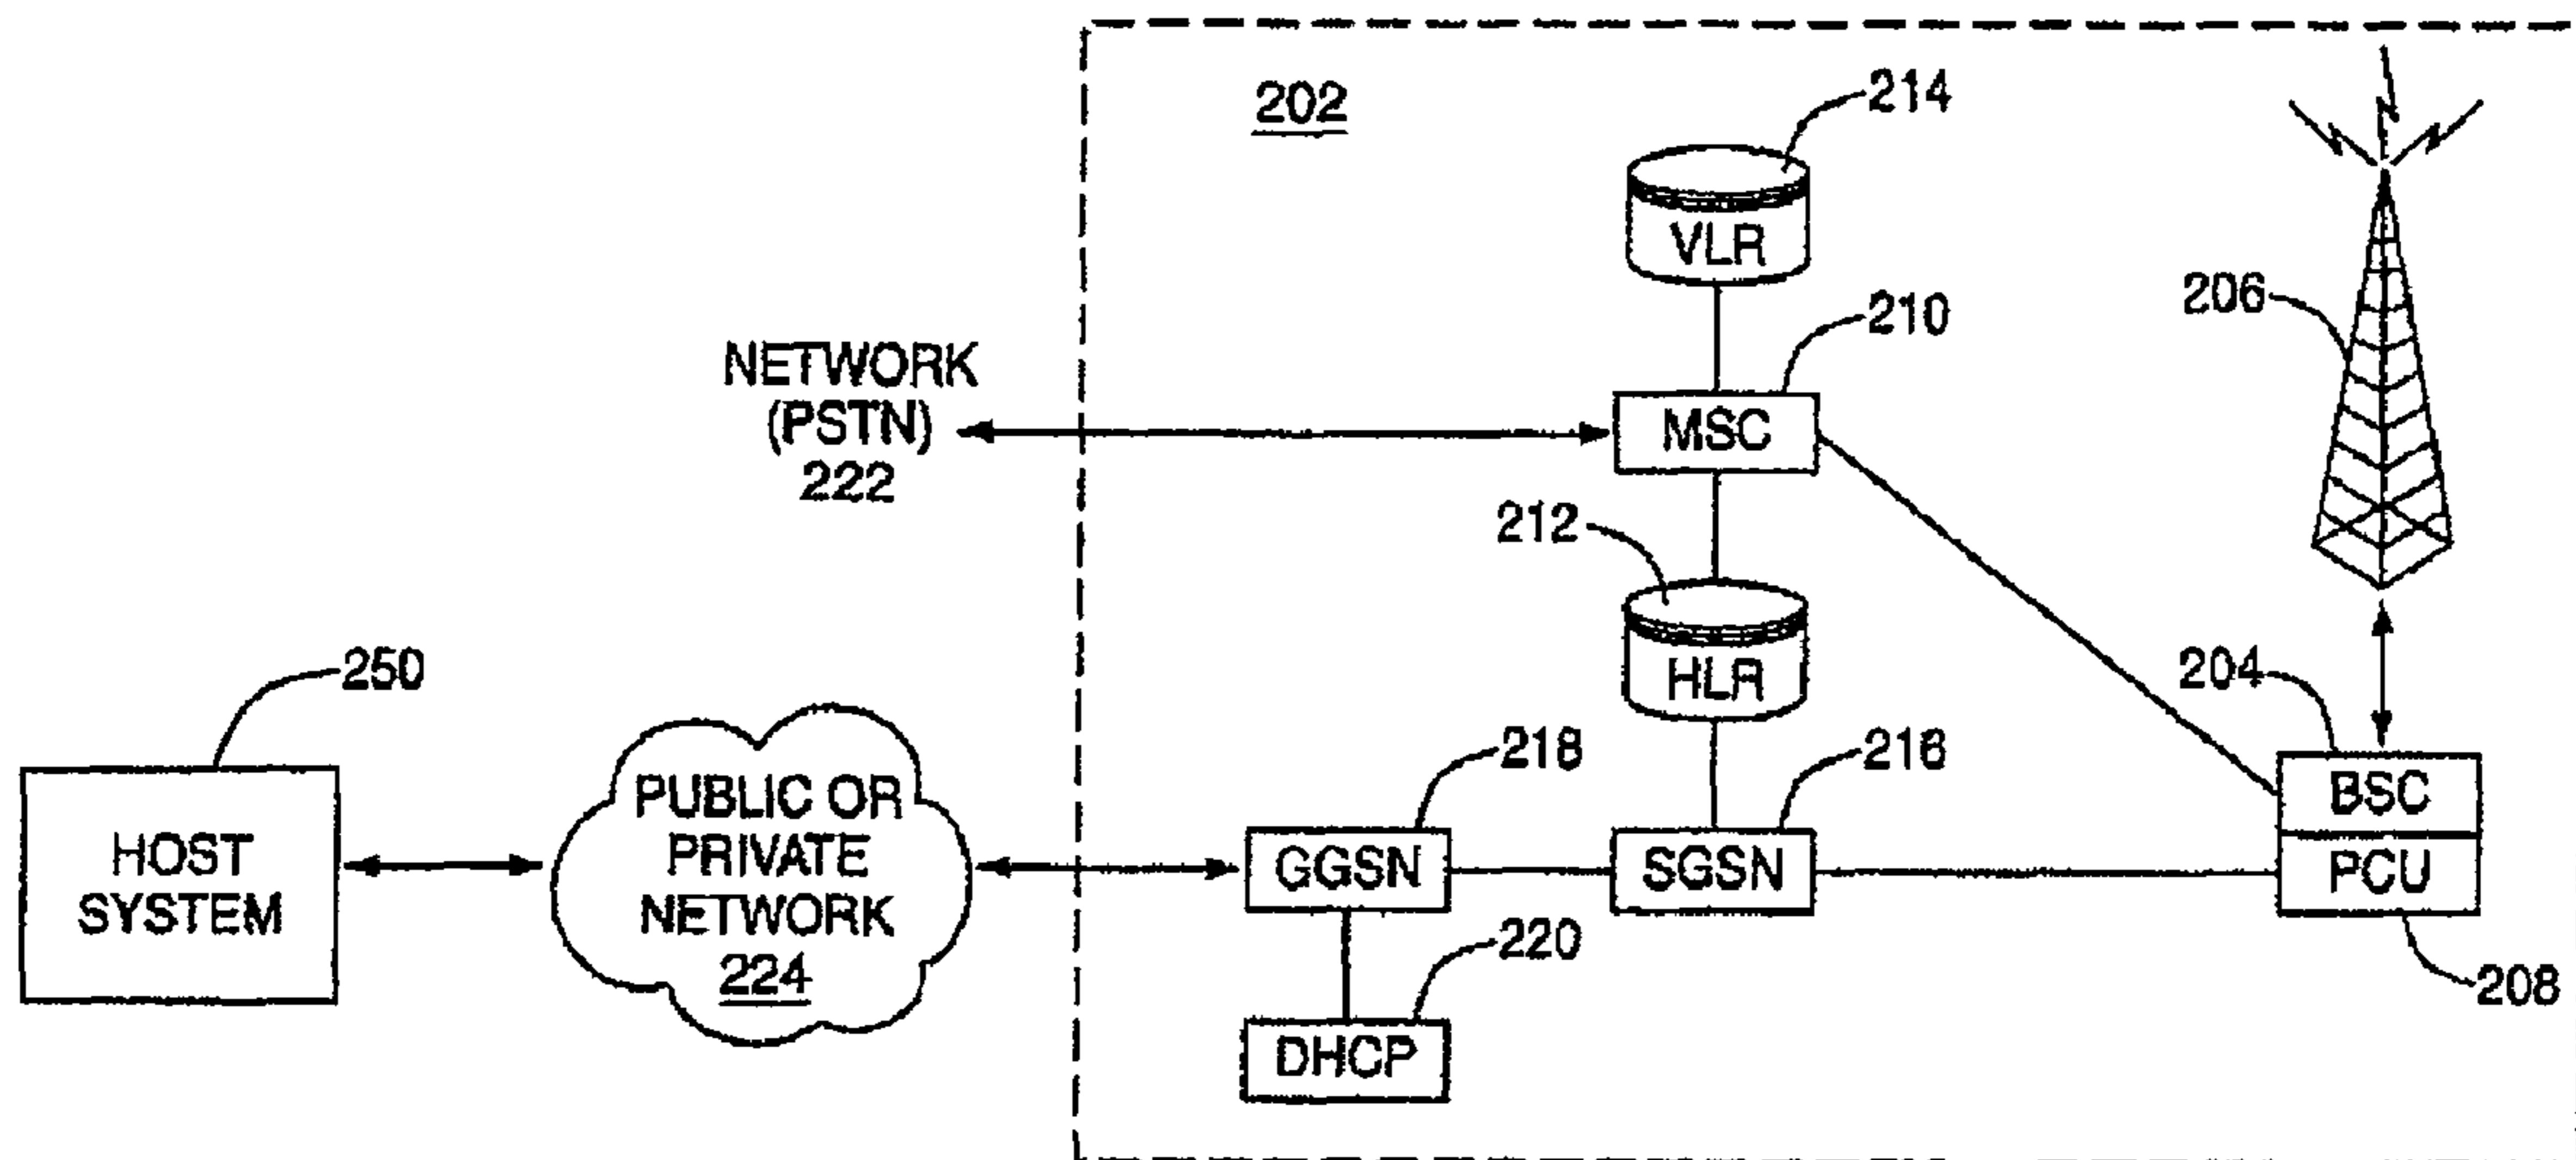 202
214
VLR
206
210
NETWORK
(PSTN)
222
MSC
212
HLR
250
204
218
216
HOST
SYSTEM
PUBLIC OR
PRIVATE
NETWORK
224
GGSN
SGSN
BSC
PCU
220
DHCP
208